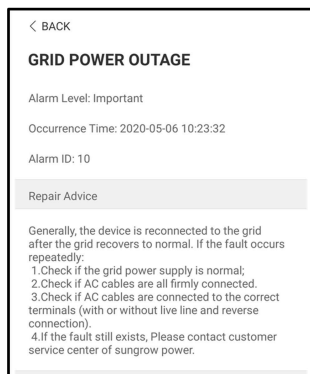 < BACK
GRID POWER OUTAGE
Alarm Level: Important
Occurrence Time: 2020-05-06 10:23:32
Alarm ID: 10
Repair Advice
Generally, the device is reconnected to the grid
after the grid recovers to normal. If the fault occurs
repeatedly:
1.Check if the grid power supply is normal;
2.Check if AC cables are all firmly connected.
3.Check if AC cables are connected to the correct
terminals (with or without live line and reverse
connection).
4.If the fault still exists, Please contact customer
service center of sungrow power.